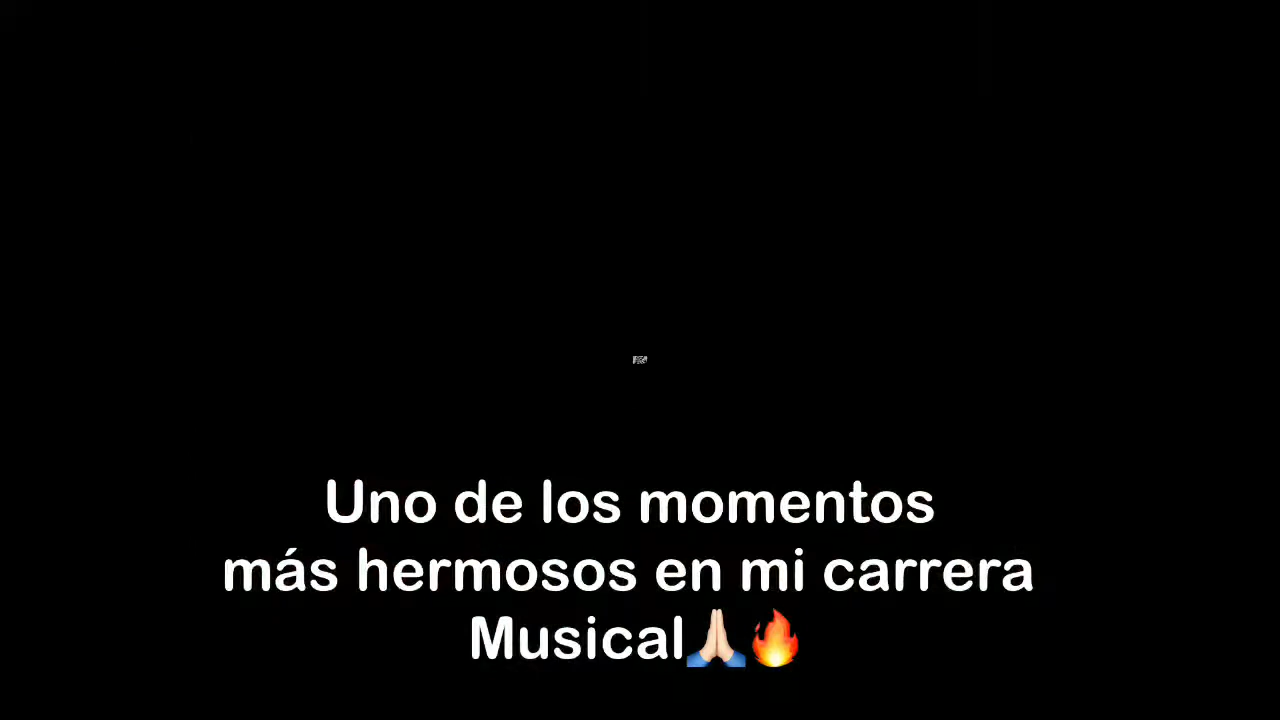 Uno de los momentos
más hermosos en mi carrera
Musical🙏🏻🔥